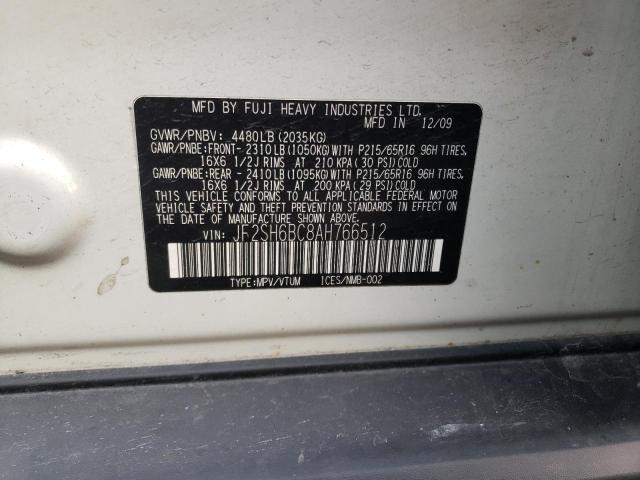 MFD BY FUJI HEAVY INDUSTRIES LTD.
MFD IN 12/09
GVWR/PNBV: 4480LB (2035KG)
GAWR/PNBE: FRONT- 2310LB(1050KG)WITH P215/65R16 96H TIRES,
16X6 1/2J RIMS AT 210 KPA (30 PSI)COLD
GAWR/PNBE: REAR - 2410LB(1095KG)WITH P215/65R16 96H TIRES,
16X6 1/2J RIMS AT 200 KPA (29 PSI)COLD
THIS VEHICLE CONFORMS TO ALL APPLICABLE FEDERAL MOTOR
VEHICLE SAFETY AND THEFT PREVENTION STANDARDS IN EFFECT ON
THE DATE OF MANUFACTURE SHOWN ABOVE.
VIN: JF2SH6BC8AH766512
TYPE:MPV/VTUM ICES/NMB-002